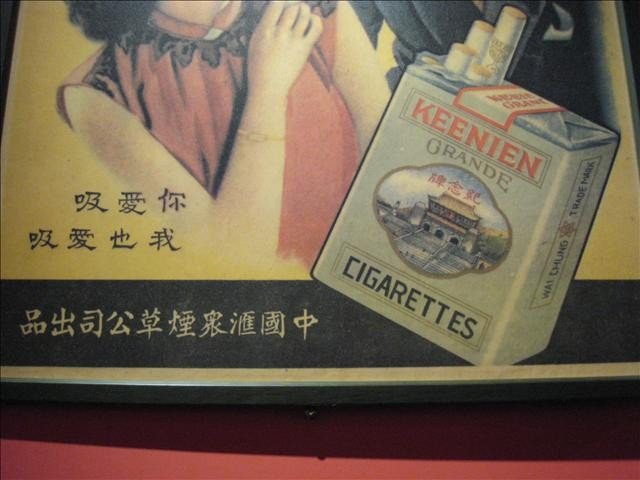 KEENIEN
GRANDE
紀念牌
CIGARETTES
WAI CHUNG TRADE MARK
你愛吸
我也愛吸
中國滙眾煙草公司出品